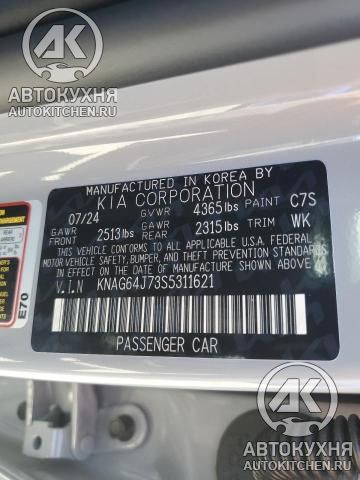 АК
АВТОКУХНЯ
AUTOKITCHEN.RU
MANUFACTURED IN KOREA BY
KIA CORPORATION
07/24 GVWR 4365 lbs PAINT C7S
GAWR FRONT 2513 lbs GAWR REAR 2315 lbs TRIM WK
THIS VEHICLE CONFORMS TO ALL APPLICABLE U.S.A. FEDERAL
MOTOR VEHICLE SAFETY, BUMPER, AND THEFT PREVENTION STANDARDS
IN EFFECT ON THE DATE OF MANUFACTURE SHOWN ABOVE.
V.I.N KNAG64J73S5311621
E70
PASSENGER CAR
АК
АВТОКУХНЯ
AUTOKITCHEN.RU